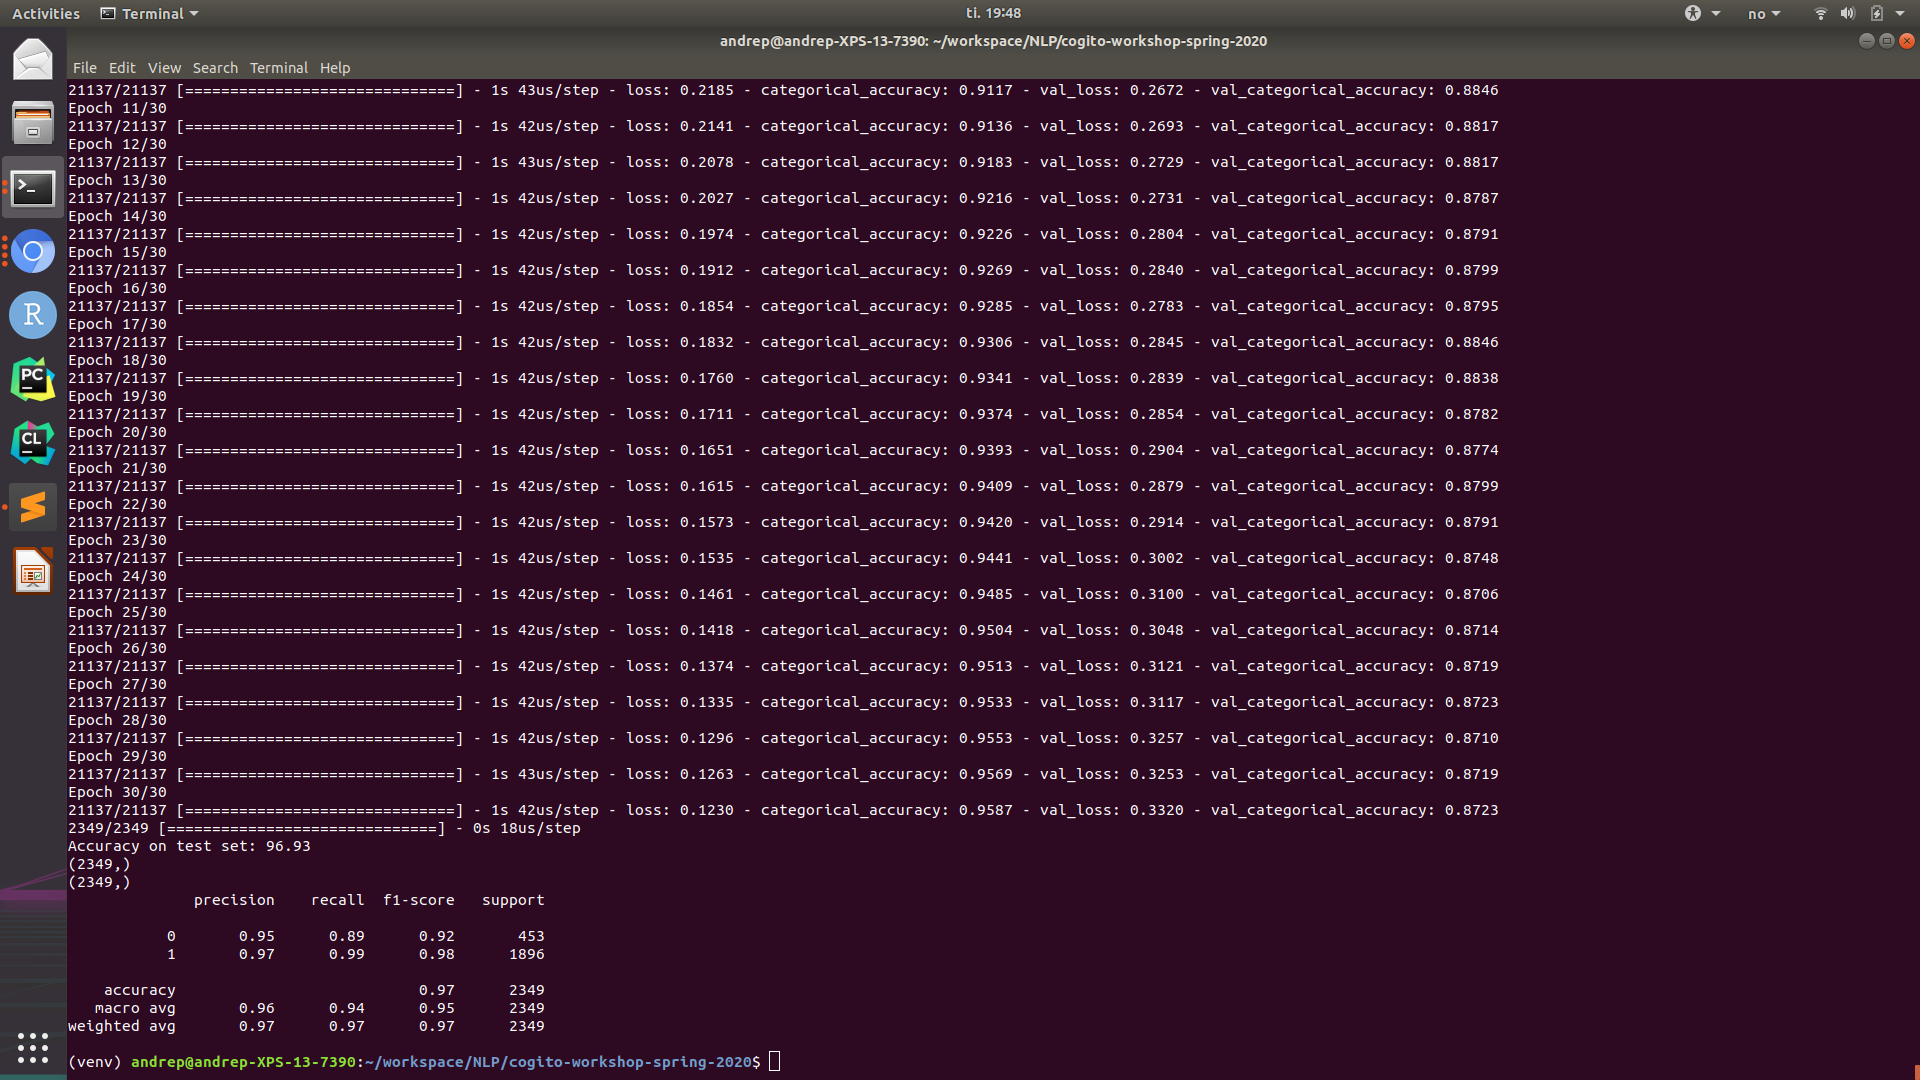 Activities Terminal ti. 19:48 no
andrep@andrep-XPS-13-7390: ~/workspace/NLP/cogito-workshop-spring-2020
File Edit View Search Terminal Help
21137/21137 [==============================] - 1s 43us/step - loss: 0.2185 - categorical_accuracy: 0.9117 - val_loss: 0.2672 - val_categorical_accuracy: 0.8846
Epoch 11/30
21137/21137 [==============================] - 1s 42us/step - loss: 0.2141 - categorical_accuracy: 0.9136 - val_loss: 0.2693 - val_categorical_accuracy: 0.8817
Epoch 12/30
21137/21137 [==============================] - 1s 43us/step - loss: 0.2078 - categorical_accuracy: 0.9183 - val_loss: 0.2729 - val_categorical_accuracy: 0.8817
Epoch 13/30
21137/21137 [==============================] - 1s 42us/step - loss: 0.2027 - categorical_accuracy: 0.9216 - val_loss: 0.2731 - val_categorical_accuracy: 0.8787
Epoch 14/30
21137/21137 [==============================] - 1s 42us/step - loss: 0.1974 - categorical_accuracy: 0.9226 - val_loss: 0.2804 - val_categorical_accuracy: 0.8791
Epoch 15/30
21137/21137 [==============================] - 1s 42us/step - loss: 0.1912 - categorical_accuracy: 0.9269 - val_loss: 0.2840 - val_categorical_accuracy: 0.8799
Epoch 16/30
21137/21137 [==============================] - 1s 42us/step - loss: 0.1854 - categorical_accuracy: 0.9285 - val_loss: 0.2783 - val_categorical_accuracy: 0.8795
Epoch 17/30
21137/21137 [==============================] - 1s 42us/step - loss: 0.1832 - categorical_accuracy: 0.9306 - val_loss: 0.2845 - val_categorical_accuracy: 0.8846
Epoch 18/30
21137/21137 [==============================] - 1s 42us/step - loss: 0.1760 - categorical_accuracy: 0.9341 - val_loss: 0.2839 - val_categorical_accuracy: 0.8838
Epoch 19/30
21137/21137 [==============================] - 1s 42us/step - loss: 0.1711 - categorical_accuracy: 0.9374 - val_loss: 0.2854 - val_categorical_accuracy: 0.8782
Epoch 20/30
21137/21137 [==============================] - 1s 42us/step - loss: 0.1651 - categorical_accuracy: 0.9393 - val_loss: 0.2904 - val_categorical_accuracy: 0.8774
Epoch 21/30
21137/21137 [==============================] - 1s 42us/step - loss: 0.1615 - categorical_accuracy: 0.9409 - val_loss: 0.2879 - val_categorical_accuracy: 0.8799
Epoch 22/30
21137/21137 [==============================] - 1s 42us/step - loss: 0.1573 - categorical_accuracy: 0.9420 - val_loss: 0.2914 - val_categorical_accuracy: 0.8791
Epoch 23/30
21137/21137 [==============================] - 1s 42us/step - loss: 0.1535 - categorical_accuracy: 0.9441 - val_loss: 0.3002 - val_categorical_accuracy: 0.8748
Epoch 24/30
21137/21137 [==============================] - 1s 42us/step - loss: 0.1461 - categorical_accuracy: 0.9485 - val_loss: 0.3100 - val_categorical_accuracy: 0.8706
Epoch 25/30
21137/21137 [==============================] - 1s 42us/step - loss: 0.1418 - categorical_accuracy: 0.9504 - val_loss: 0.3048 - val_categorical_accuracy: 0.8714
Epoch 26/30
21137/21137 [==============================] - 1s 42us/step - loss: 0.1374 - categorical_accuracy: 0.9513 - val_loss: 0.3121 - val_categorical_accuracy: 0.8719
Epoch 27/30
21137/21137 [==============================] - 1s 42us/step - loss: 0.1335 - categorical_accuracy: 0.9533 - val_loss: 0.3117 - val_categorical_accuracy: 0.8723
Epoch 28/30
21137/21137 [==============================] - 1s 42us/step - loss: 0.1296 - categorical_accuracy: 0.9553 - val_loss: 0.3257 - val_categorical_accuracy: 0.8710
Epoch 29/30
21137/21137 [==============================] - 1s 43us/step - loss: 0.1263 - categorical_accuracy: 0.9569 - val_loss: 0.3253 - val_categorical_accuracy: 0.8719
Epoch 30/30
21137/21137 [==============================] - 1s 42us/step - loss: 0.1230 - categorical_accuracy: 0.9587 - val_loss: 0.3320 - val_categorical_accuracy: 0.8723
2349/2349 [==============================] - 0s 18us/step
Accuracy on test set: 96.93
(2349,)
(2349,)
precision recall f1-score support
0 0.95 0.89 0.92 453
1 0.97 0.99 0.98 1896
accuracy 0.97 2349
macro avg 0.96 0.94 0.95 2349
weighted avg 0.97 0.97 0.97 2349
(venv) andrep@andrep-XPS-13-7390:~/workspace/NLP/cogito-workshop-spring-2020$
R
PC
CL